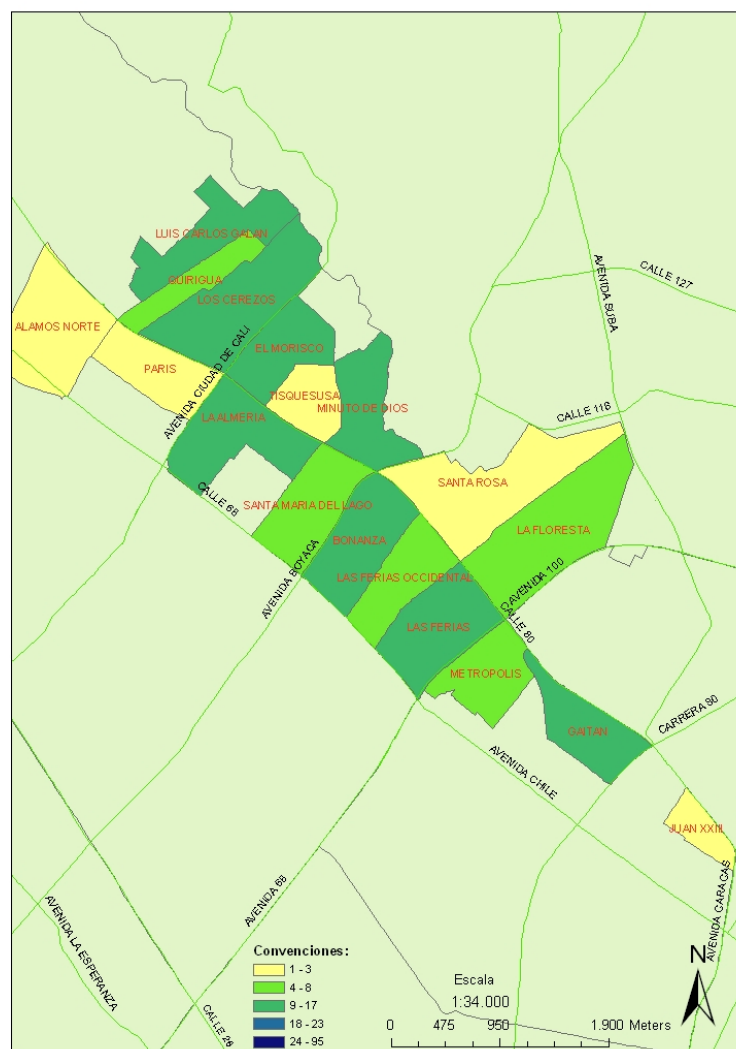 LUIS CARLOS GALAN
QUIRIGUA
LOS CEREZOS
ALAMOS NORTE
PARIS
EL MORISCO
TISQUESUSA
MINUTO DE DIOS
LA ALMERIA
AVENIDA CIUDAD DE CALI
AVENIDA SUBA
CALLE 127
CALLE 116
SANTA ROSA
CALLE 68
SANTA MARIA DEL LAGO
LA FLORESTA
BONANZA
AVENIDA BOYACA
LAS FERIAS OCCIDENTAL
AVENIDA 100
CALLE 80
LAS FERIAS
METROPOLIS
GAITAN
CARRERA 80
AVENIDA CHILE
JUAN XXIII
AVENIDA 68
AVENIDA CARACAS
AVENIDA LA ESPERANZA
CALLE 26
Convenciones:
1 - 3
4 - 8
9 - 17
18 - 23
24 - 95
Escala
1:34.000
0 475 950 1.900 Meters
N